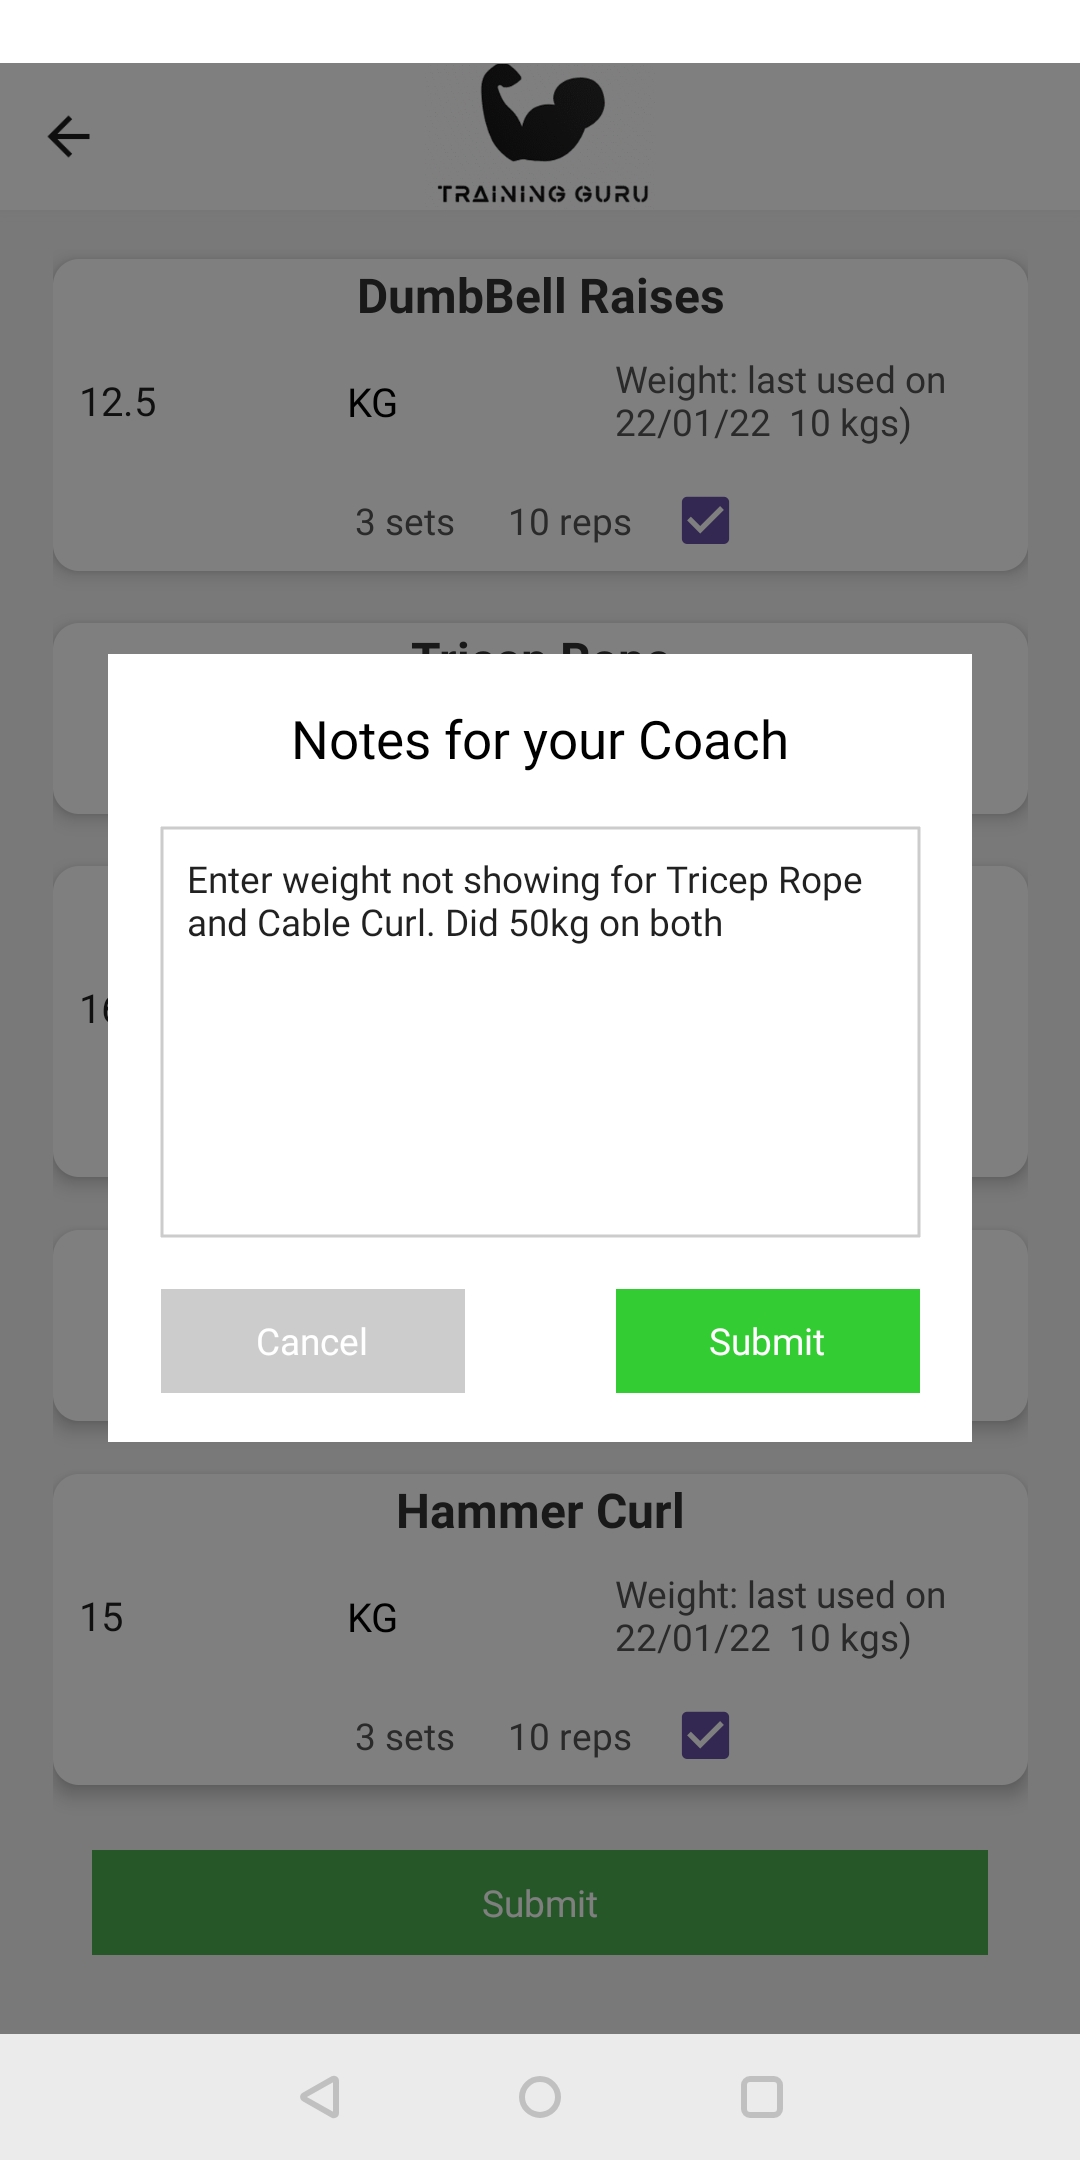 TRAINING GURU
DumbBell Raises
12.5
KG
Weight: last used on
22/01/22  10 kgs)
3 sets
10 reps
Notes for your Coach
Enter weight not showing for Tricep Rope
and Cable Curl. Did 50kg on both
Cancel
Submit
Hammer Curl
15
KG
Weight: last used on
22/01/22  10 kgs)
3 sets
10 reps
Submit